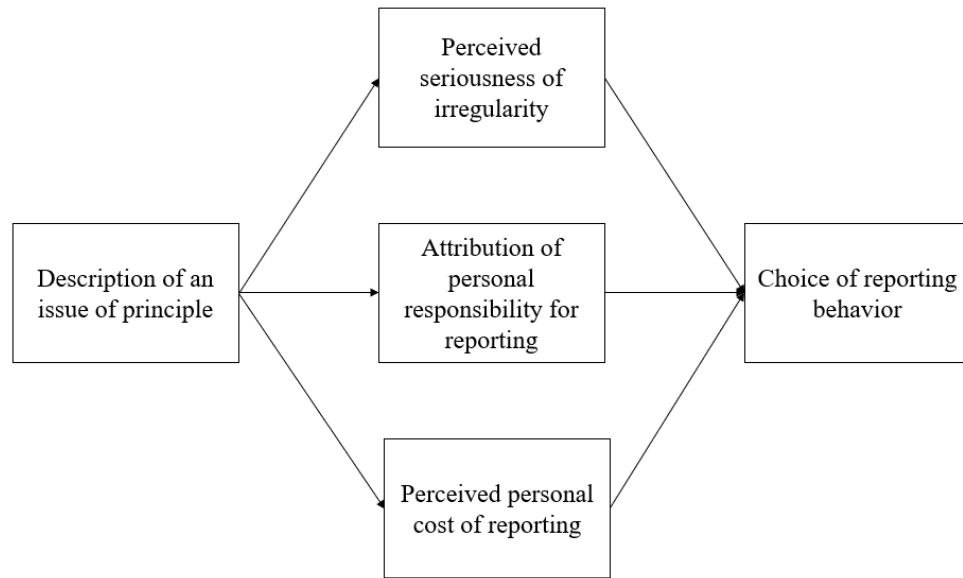 Perceived
seriousness of
irregularity
Description of an
issue of principle
Attribution of
personal
responsibility for
reporting
Choice of reporting
behavior
Perceived personal
cost of reporting